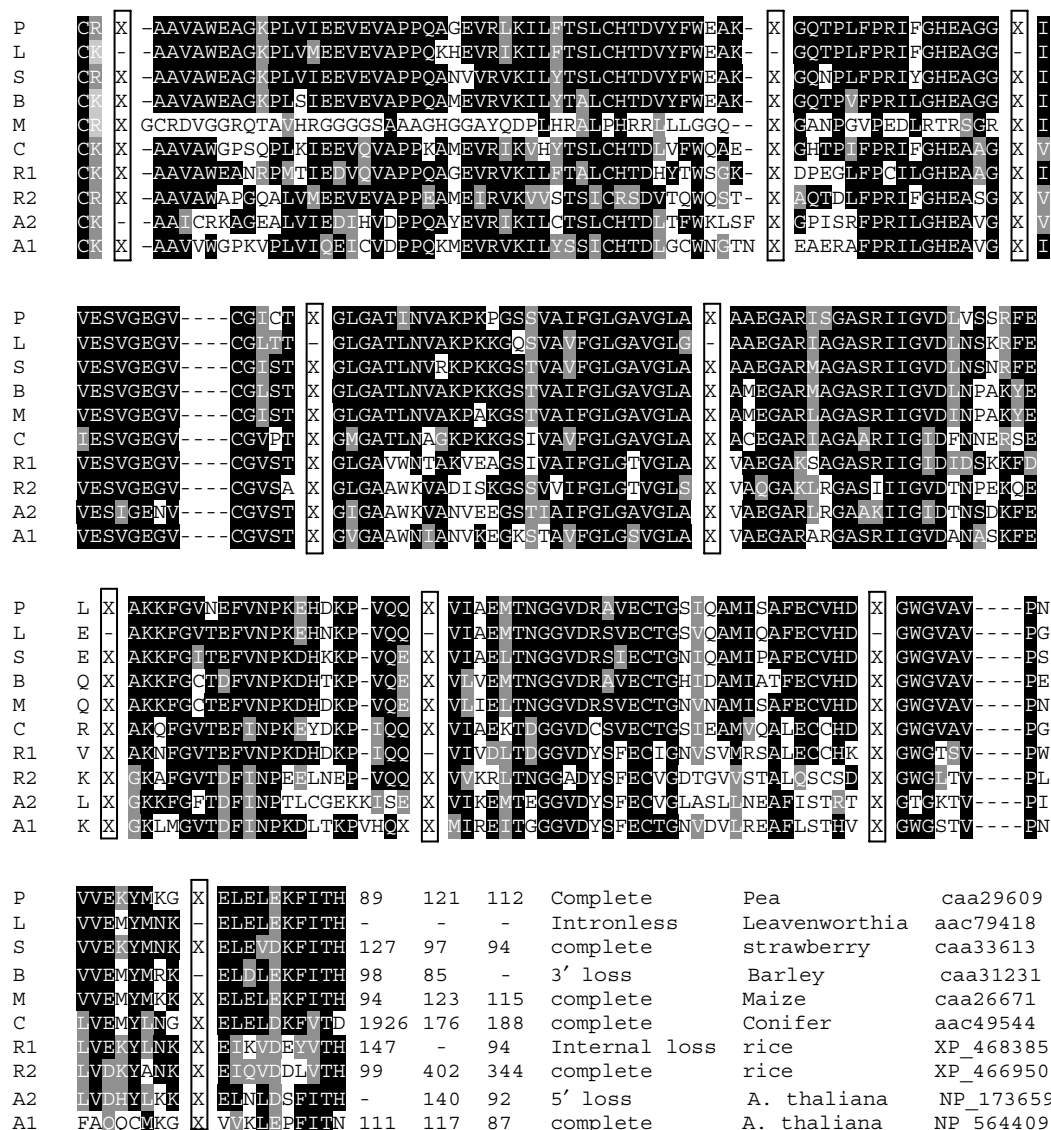 P CR X -AAVAWEAGKPLVIEEVEVAPPQAGEVRLKILFTSLCHTDVYFWEAK- X GQTPLFPRIFGHEAGG X I
L CK - -AAVAWEAGKPLVMEEVEVAPPQKHEVRIKILFTSLCHTDVYFWEAK- - GQTPLFPRIFGHEAGG - I
S CR X -AAVAWEAGKPLVIEEVEVAPPQANVVRVKILYTSLCHTDVYFWEAK- X GQNPLFPRIYGHEAGG X I
B CK X -AAVAWEAGKPLSIEEVEVAPPQAMEVRVKILYTALCHTDVYFWEAK- X GQTPVFPRILGHEAGG X I
M CR X GCRDVGGRQTAVHRGGGGSAAAGHGGAYQDPLHRALPHRRLLLGGQ-- X GANPGVPEDLRTRSGR X I
C CK X -AAVAWGPSQPLKIEEVQVAPPKAMEVRIKVHYTSLCHTDLVFWQAE- X GHTPIFPRIFGHEAAG X V
R1 CK X -AAVAWEANRPMTIEDVQVAPPQAGEVRVKILFTALCHTDHYTWSGK- X DPEGLFPCILGHEAAG X I
R2 CR X -AAVAWAPGQALVMEEVEVAPPEAMEIRVKVVSTSICRSDVTQWQST- X AQTDLFPRIFGHEASG X V
A2 CK - -AAICRKAGEALVIEDIHVDPPQAYEVRIKILCTSLCHTDLTFWKLSF X GPISRFPRILGHEAVG X V
A1 CK X -AAVVWGPKVPLVIQEICVDPPQKMEVRVKILYSSICHTDLGCWNGTN X EAERAFPRILGHEAVG X I
P VESVGEGV----CGICT X GLGATINVAKPKPGSSVAIFGLGAVGLA X AAEGARISGASRIIGVDLVSSRFE
L VESVGEGV----CGLTT - GLGATLNVAKPKKGQSVAVFGLGAVGLG - AAEGARIAGASRIIGVDLNSKRFE
S VESVGEGV----CGIST X GLGATLNVRKPKKGSTVAVFGLGAVGLA X AAEGARMAGASRIIGVDLNSNRFE
B VESVGEGV----CGLST X GLGATLNVAKPKKGSTVAIFGLGAVGLA X AMEGARMAGASRIIGVDLNPAKYE
M VESVGEGV----CGIST X GLGATLNVAKPAKGSTVAIFGLGAVGLA X AMEGARLAGASRIIGVDINPAKYE
C IESVGEGV----CGVPT X GMGATLNAGKPKKGSIVAVFGLGAVGLA X ACEGARIAGAARIIGIDFNNERSE
R1 VESVGEGV----CGVST X GLGAVWNTAKVEAGSIVAIFGLGTVGLA X VAEGAKSAGASRIIGIDIDSKKFD
R2 VESVGEGV----CGVSA X GLGAAWKVADISKGSSVVIFGLGTVGLS X VAQGAKLRGASIIIGVDTNPEKQE
A2 VESIGENV----CGVST X GIGAAWKVANVEEGSTIAIFGLGAVGLA X VAEGARLRGAAKIIGIDTNSDKFE
A1 VESVGEGV----CGVST X GVGAAWNIANVKEGKSTAVFGLGSVGLA X VAEGARARGASRIIGVDANASKFE
P L X AKKFGVNEFVNPKEHDKP-VQQ X VIAEMTNGGVDRAVECTGSIQAMISAFECVHD X GWGVAV----PN
L E - AKKFGVTEFVNPKEHNKP-VQQ - VIAEMTNGGVDRSVECTGSVQAMIQAFECVHD - GWGVAV----PG
S E X AKKFGITEFVNPKDHKKP-VQE X VIAELTNGGVDRSIECTGNIQAMIPAFECVHD X GWGVAV----PS
B Q X AKKFGCTDFVNPKDHTKP-VQE X VLVEMTNGGVDRAVECTGHIDAMIATFECVHD X GWGVAV----PE
M Q X AKKFGCTEFVNPKDHDKP-VQE X VLIELTNGGVDRSVECTGNVNAMISAFECVHD X GWGVAV----PN
C R X AKQFGVTEFINPKEYDKP-IQQ X VIAEKTDGGVDCSVECTGSIEAMVQALECCHD X GWGVAV----PG
R1 V X AKNFGVTEFVNPKDHDKP-IQQ - VIVDLTDGGVDYSFECIGNVSVMRSALECCHK X GWGTSV----PW
R2 K X GKAFGVTDFINPEELNEP-VQQ X VVKRLTNGGADYSFECVGDTGVVSTALQSCSD X GWGLTV----PL
A2 L X GKKFGFTDFINPTLCGEKKISE X VIKEMTEGGVDYSFECVGLASLLNEAFISTRT X GTGKTV----PI
A1 K X GKLMGVTDFINPKDLTKPVHQX X MIREITGGGVDYSFECTGNVDVLREAFLSTHV X GWGSTV----PN
P VVEKYMKG X ELELEKFITH 89 121 112 Complete Pea caa29609
L VVEMYMNK - ELELEKFITH - - - Intronless Leavenworthia aac79418
S VVEKYMNK X ELEVDKFITH 127 97 94 complete strawberry caa33613
B VVEMYMRK - ELDLEKFITH 98 85 - 3′ loss Barley caa31231
M VVEMYMKK X ELELEKFITH 94 123 115 complete Maize caa26671
C LVEMYLNG X ELELDKFVTD 1926 176 188 complete Conifer aac49544
R1 LVEKYLNK X EIKVDEYVTH 147 - 94 Internal loss rice XP_468385
R2 LVDKYANK X EIQVDDLVTH 99 402 344 complete rice XP_466950
A2 LVDHYLKK X ELNLDSFITH - 140 92 5′ loss A. thaliana NP_173659
A1 FAQQCMKG X VVKLEPFITN 111 117 87 complete A. thaliana NP 564409